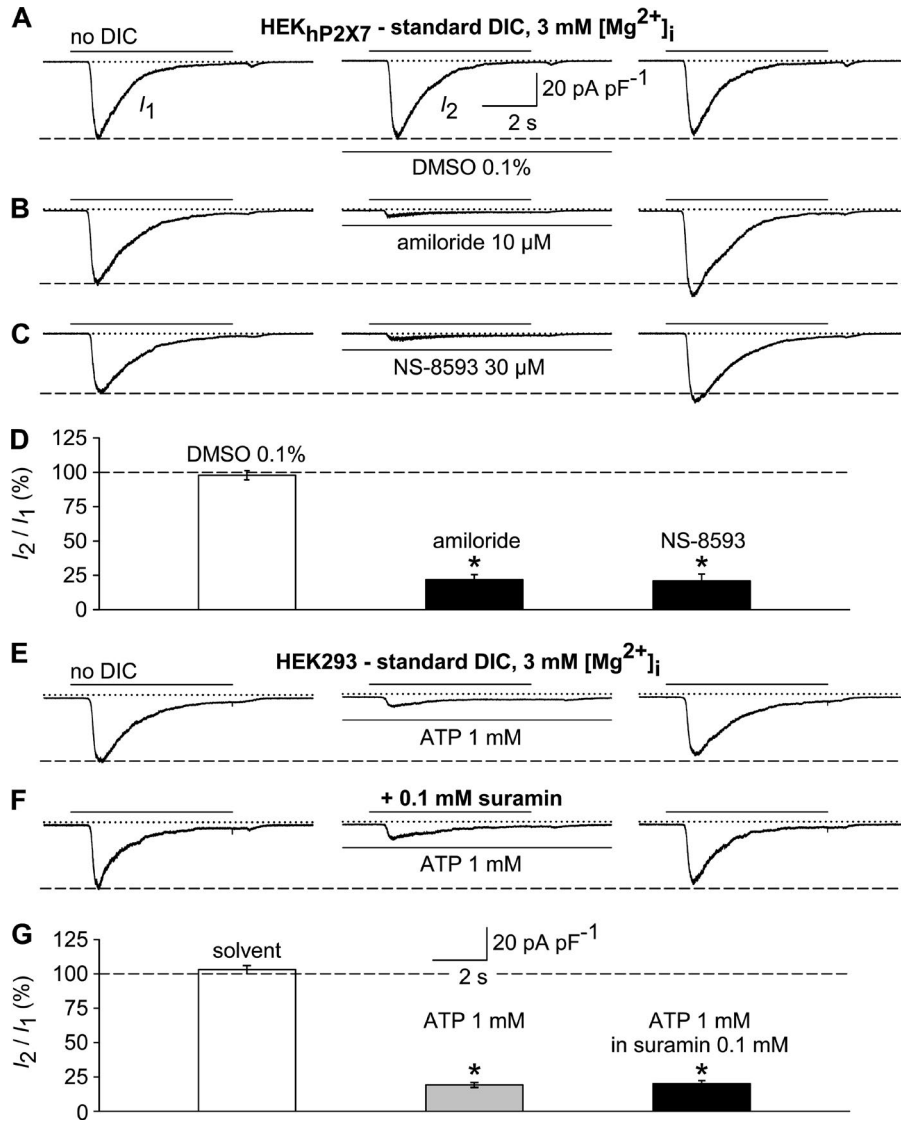 A
HEKhP2X7 - standard DIC, 3 mM [Mg2+]i
no DIC
I1
I2
20 pA pF-1
2 s
DMSO 0.1%
B
amiloride 10 µM
C
NS-8593 30 µM
D
I2 / I1 (%)
125
100
75
50
25
0
DMSO 0.1%
amiloride
*
NS-8593
*
E
HEK293 - standard DIC, 3 mM [Mg2+]i
no DIC
ATP 1 mM
F
+ 0.1 mM suramin
ATP 1 mM
G
I2 / I1 (%)
125
100
75
50
25
0
solvent
20 pA pF-1
2 s
ATP 1 mM
*
ATP 1 mM
in suramin 0.1 mM
*